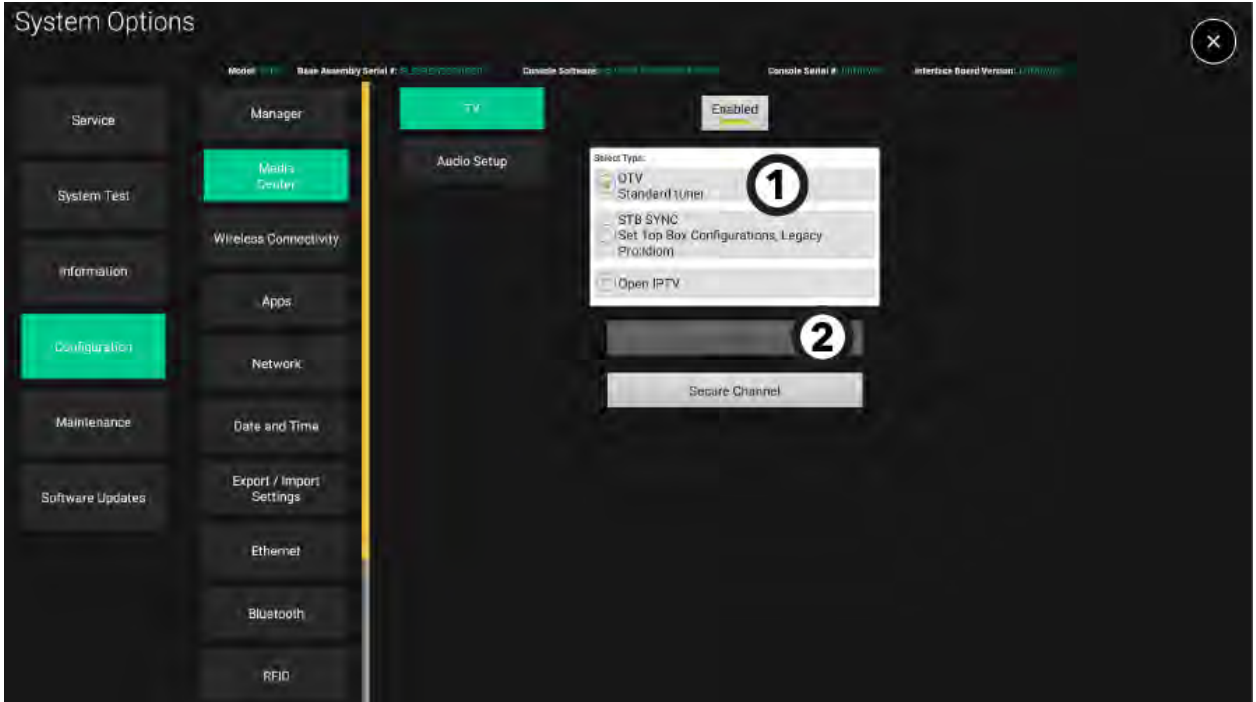 System Options
×
Model: Base Assembly Serial #: Console Software: Console Serial #: Interface Board Version:
Service
System Test
Information
Configuration
Maintenance
Software Updates
Manager
Media
Center
Wireless Connectivity
Apps
Network
Date and Time
Export / Import
Settings
Ethernet
Bluetooth
RFID
TV
Audio Setup
Enabled
Select Type:
OTV
Standard tuner
1
STB SYNC
Set Top Box Configurations, Legacy
Pro:Idiom
Open IPTV
2
Secure Channel